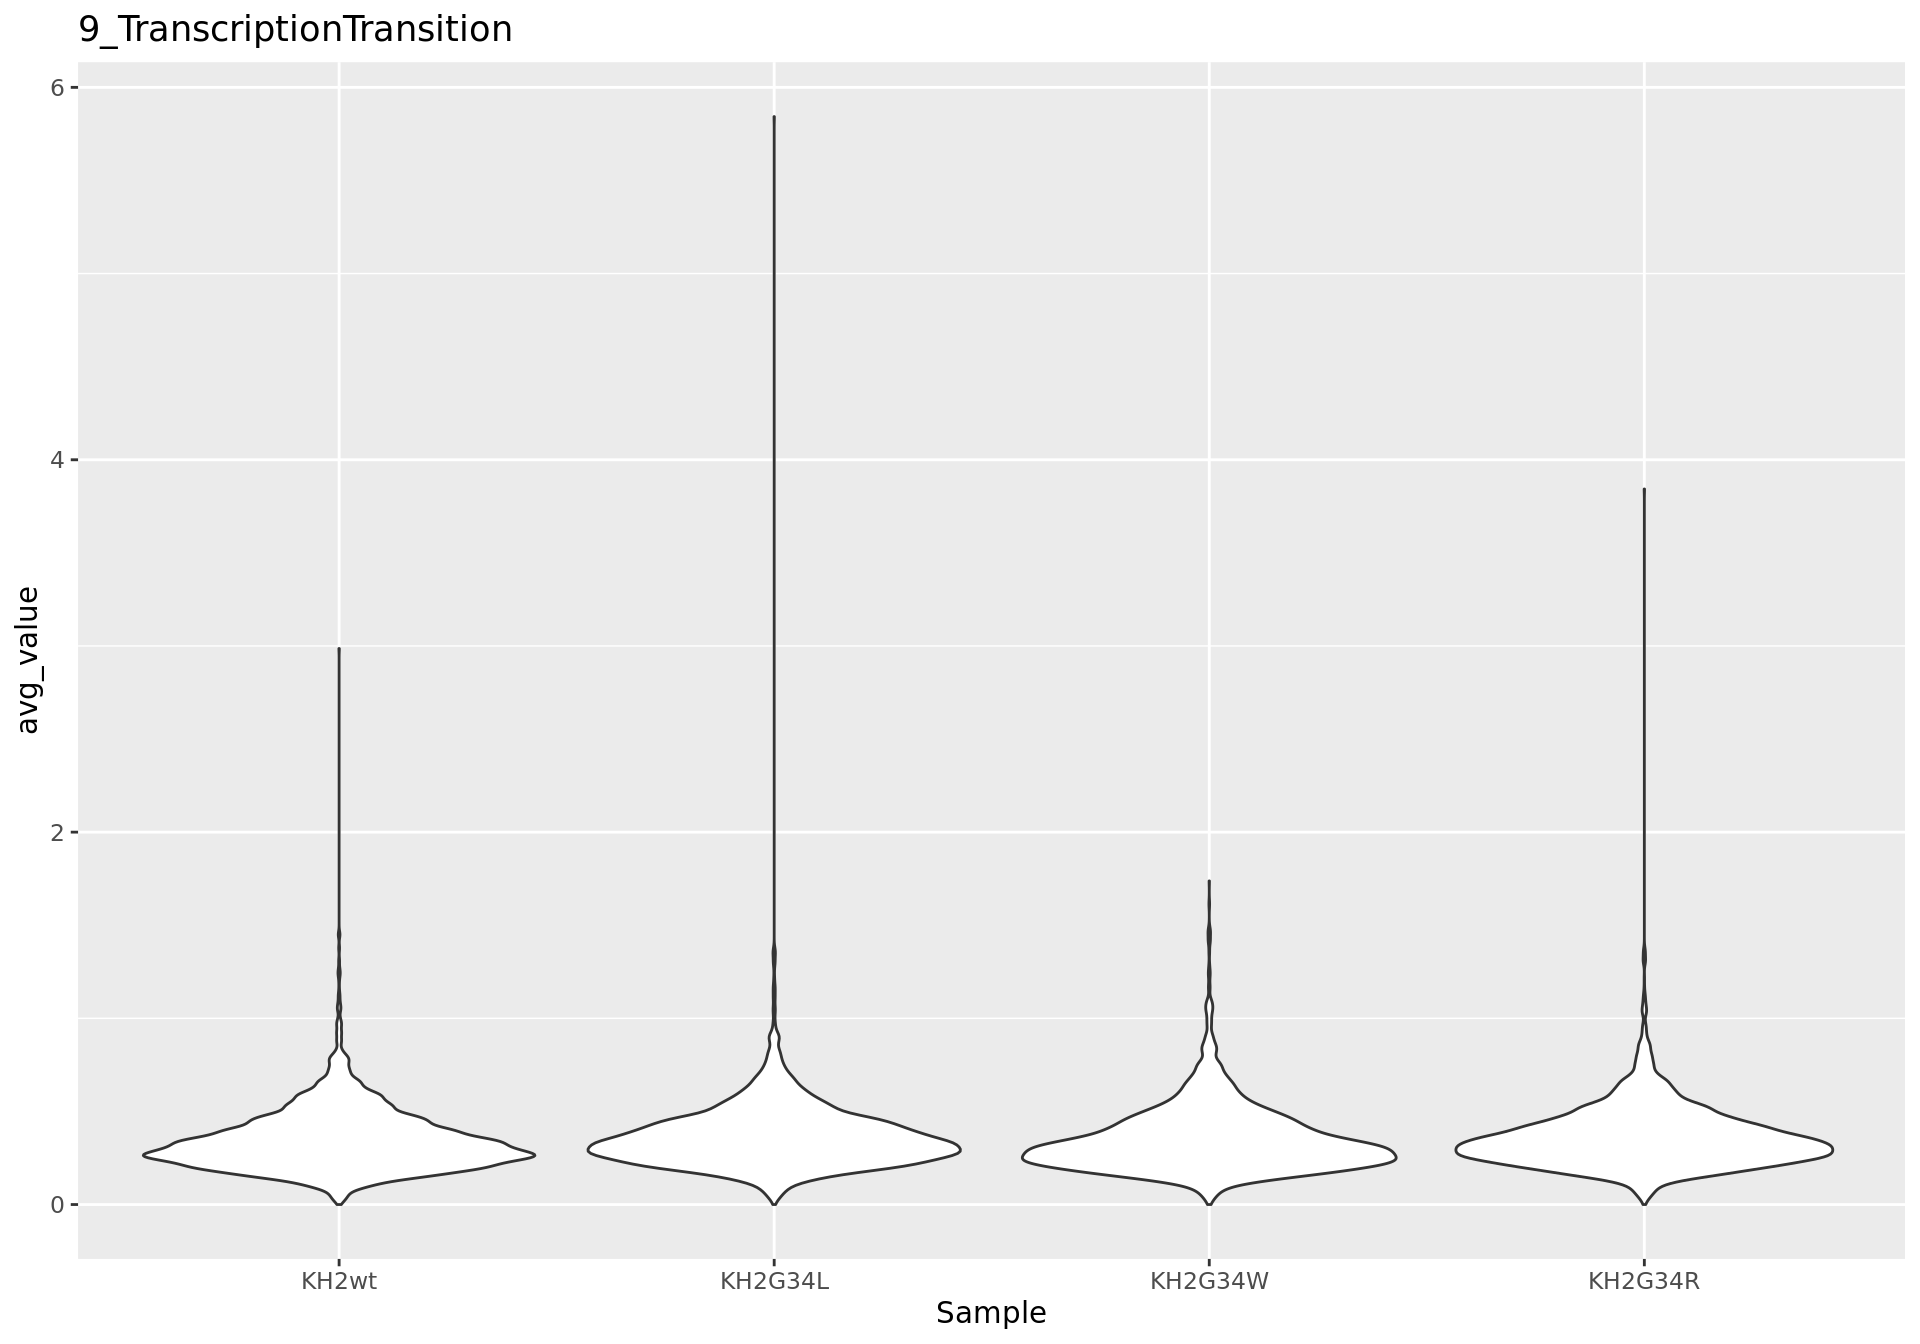 9_TranscriptionTransition
6
4
2
0
avg_value
KH2wt KH2G34L KH2G34W KH2G34R
Sample